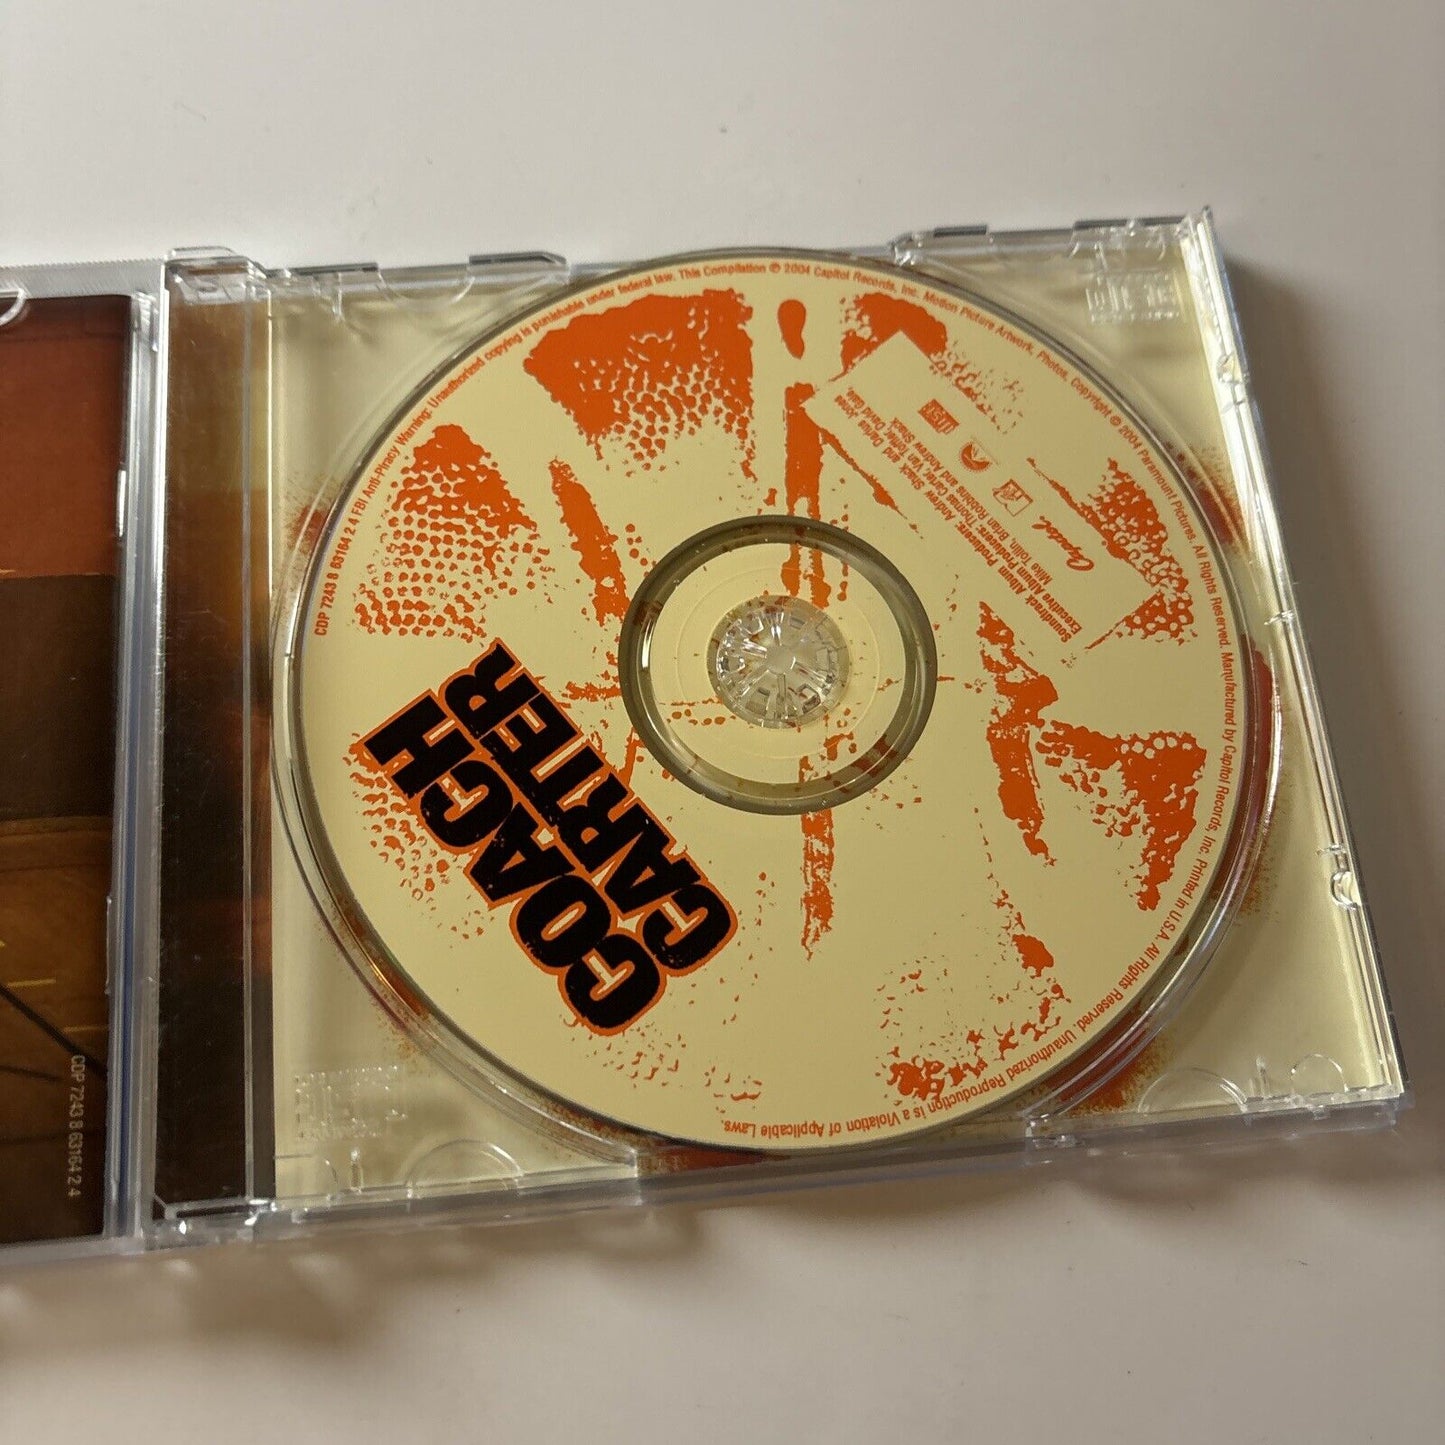 COACH
CARTER
CDP 7243 8 63164 2 4 FBI Anti-Piracy Warning: Unauthorized copying is punishable under federal law. This Compilation ℗ 2004 Capitol Records, Inc. Motion Picture Artwork, Photos, Copyright © 2004 Paramount Pictures. All Rights Reserved. Manufactured by Capitol Records, Inc. Printed in U.S.A. All Rights Reserved. Unauthorized Reproduction is a Violation of Applicable Laws.
Soundtrack Album Producers: Andrew Shack and Darius Jones
Executive Album Producers: Thomas Carter, Van Toffler, David Gale,
Mike Tollin, Brian Robbins and Andrew Shack
Capitol
CDP 7243 8 63164 2 4